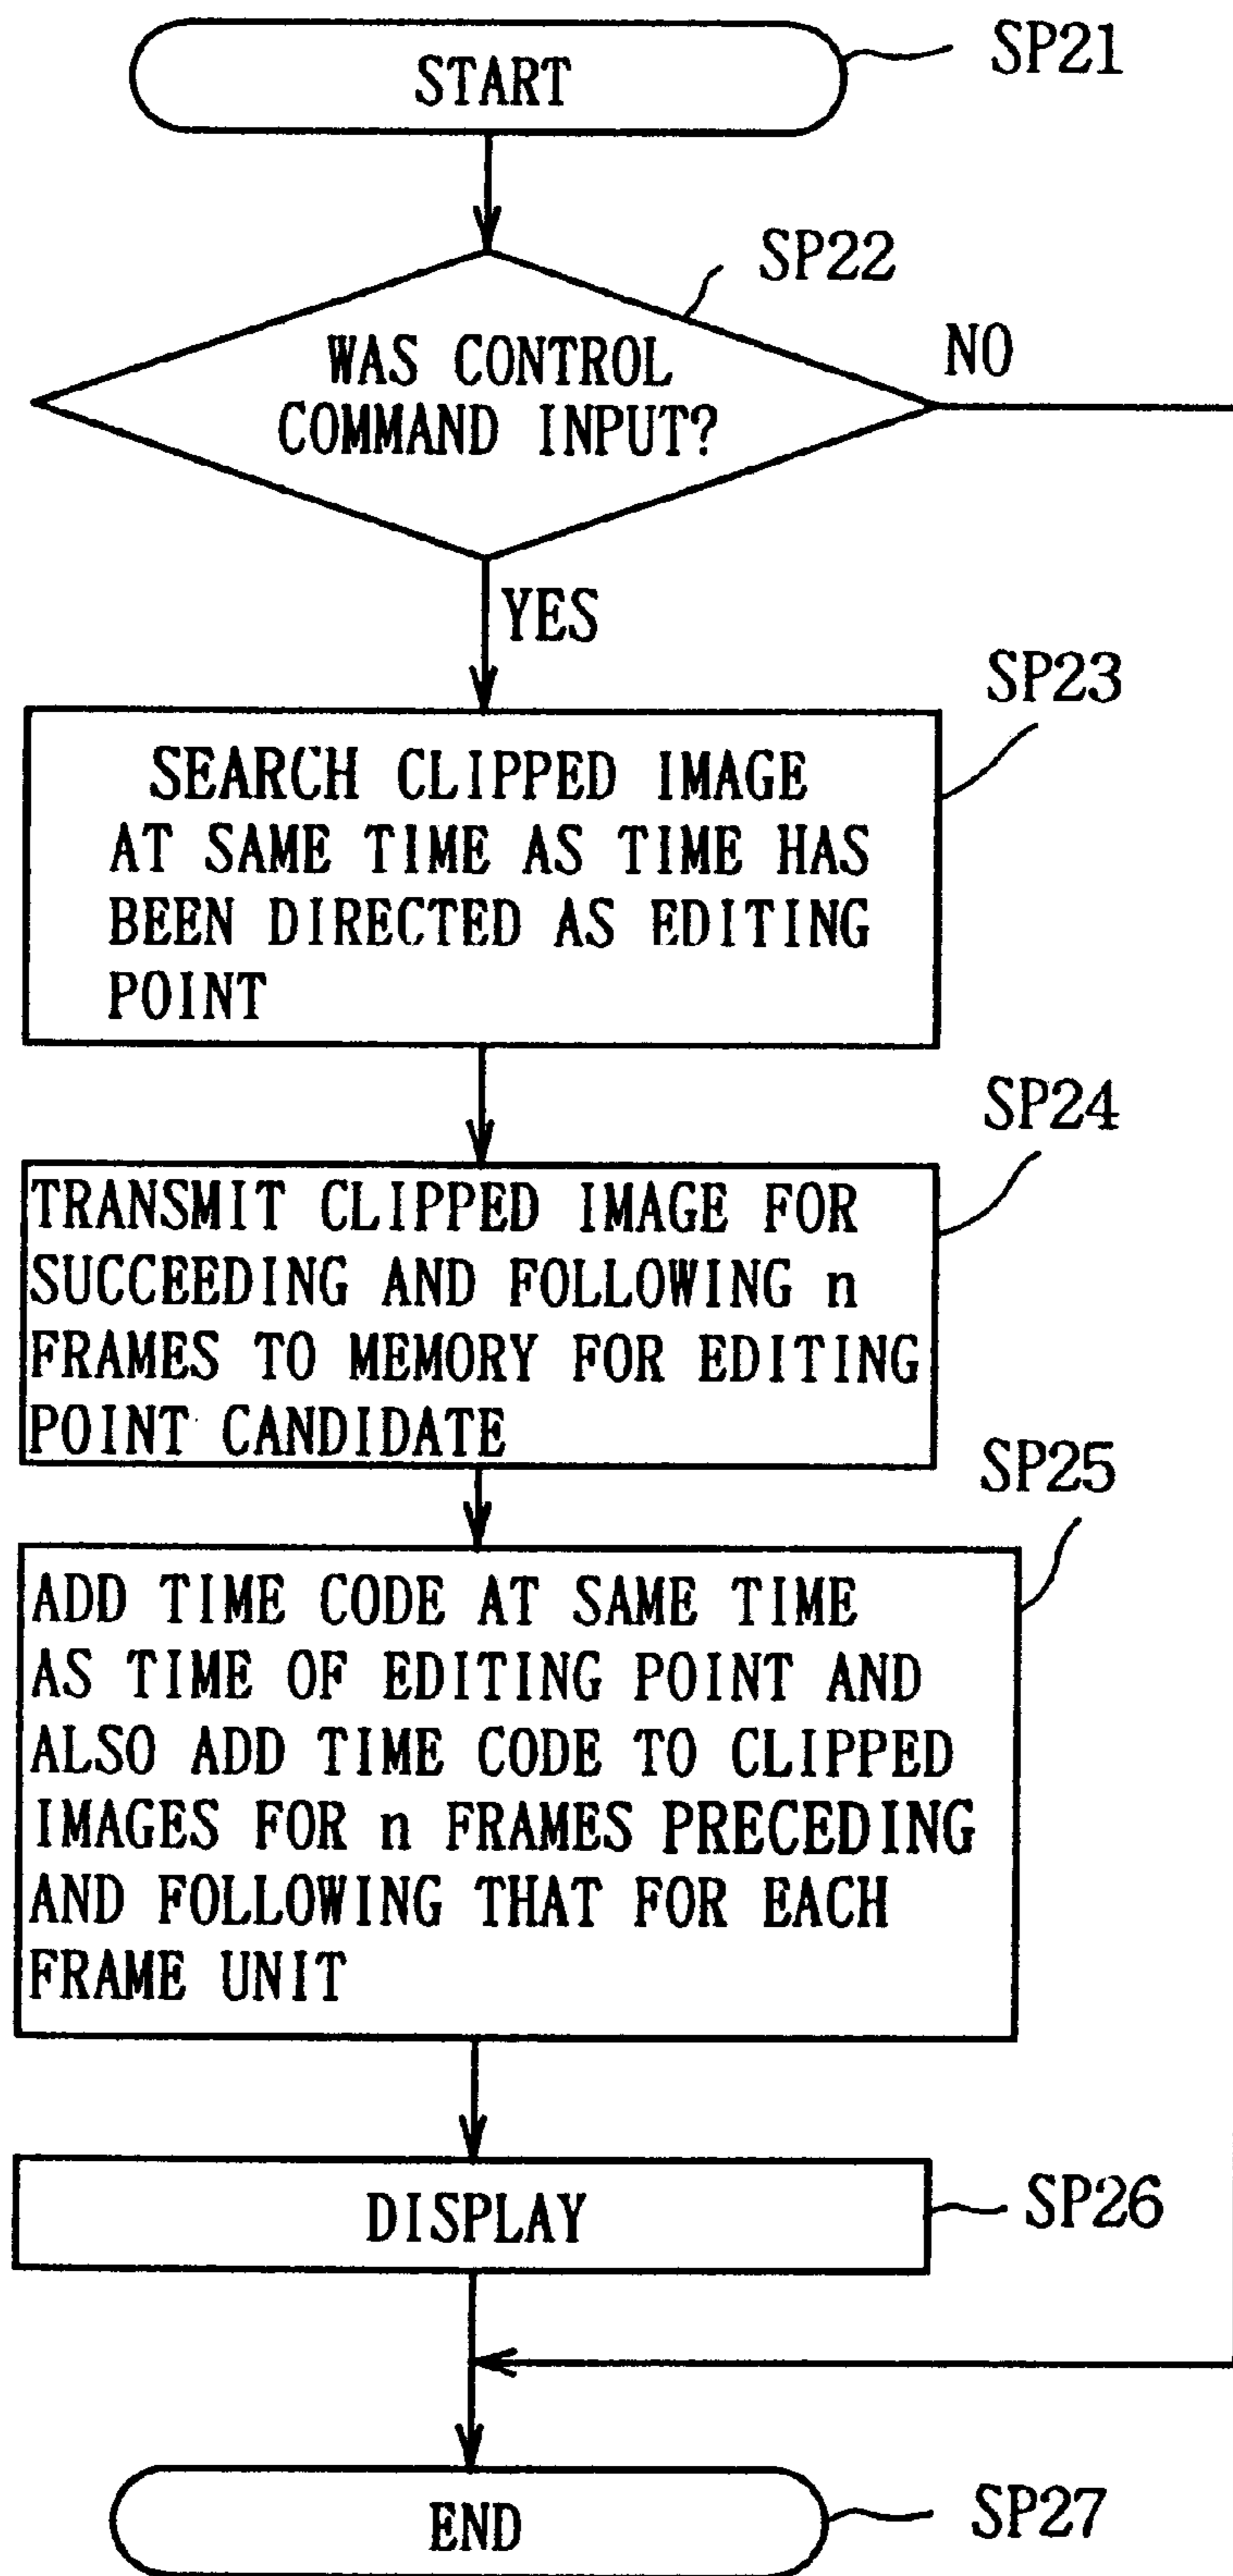 START
SP21
SP22
WAS CONTROL
COMMAND INPUT?
NO
YES
SP23
SEARCH CLIPPED IMAGE
AT SAME TIME AS TIME HAS
BEEN DIRECTED AS EDITING
POINT
SP24
TRANSMIT CLIPPED IMAGE FOR
SUCCEEDING AND FOLLOWING n
FRAMES TO MEMORY FOR EDITING
POINT CANDIDATE
SP25
ADD TIME CODE AT SAME TIME
AS TIME OF EDITING POINT AND
ALSO ADD TIME CODE TO CLIPPED
IMAGES FOR n FRAMES PRECEDING
AND FOLLOWING THAT FOR EACH
FRAME UNIT
DISPLAY
SP26
END
SP27